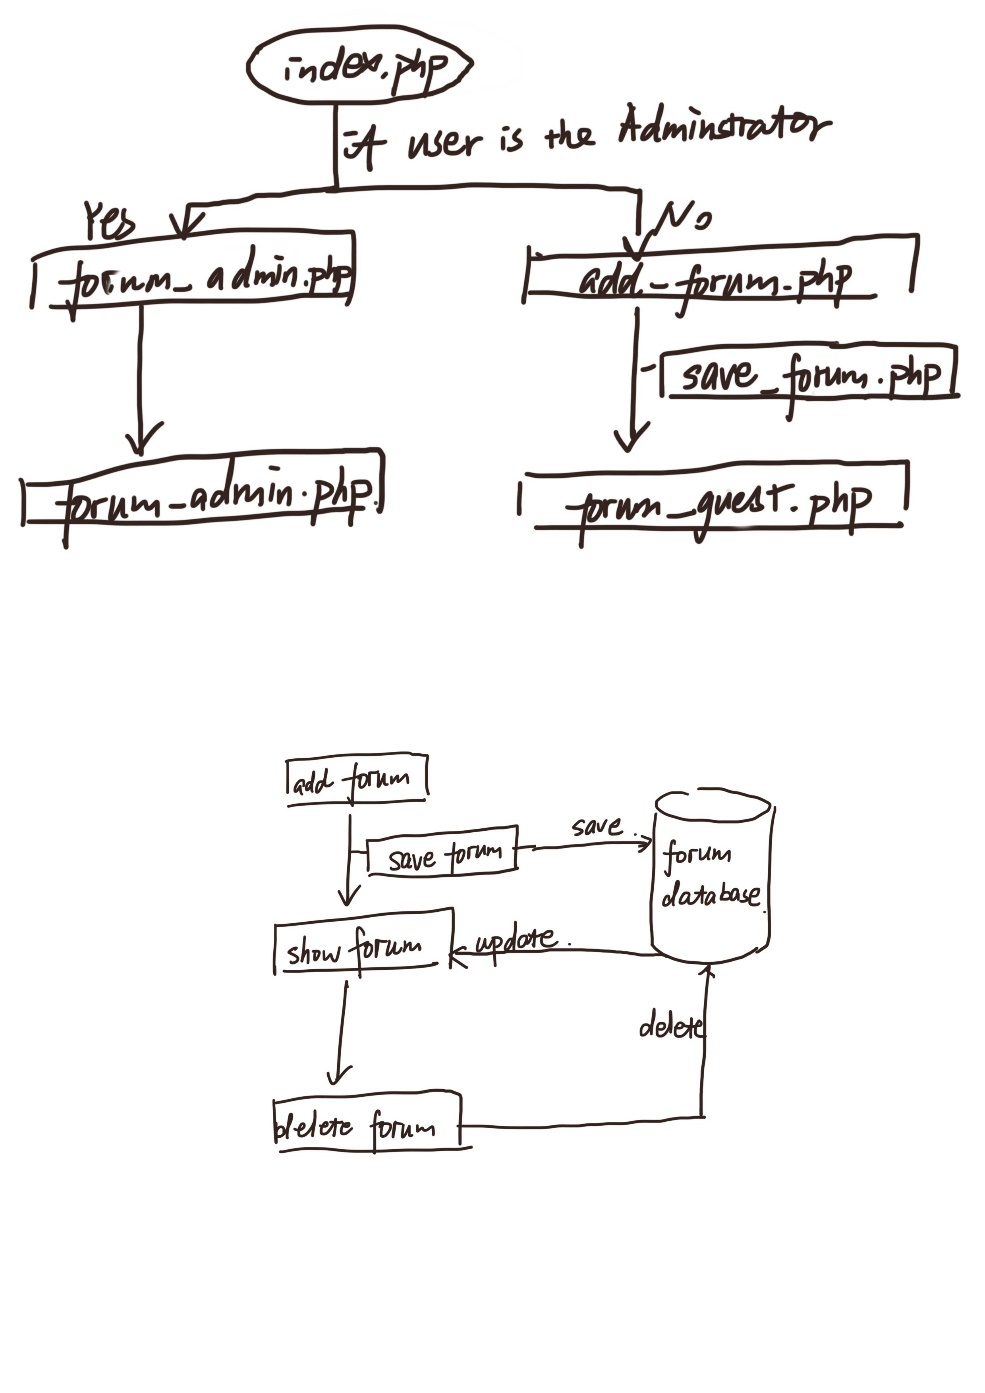 index.php
A user is the Adminstrator
Yes
No
forum_admin.php
add_forum.php
save_forum.php
forum_admin.php.
forum_guest.php
add forum
save forum
save.
forum
database.
show forum
update.
delete
delete forum